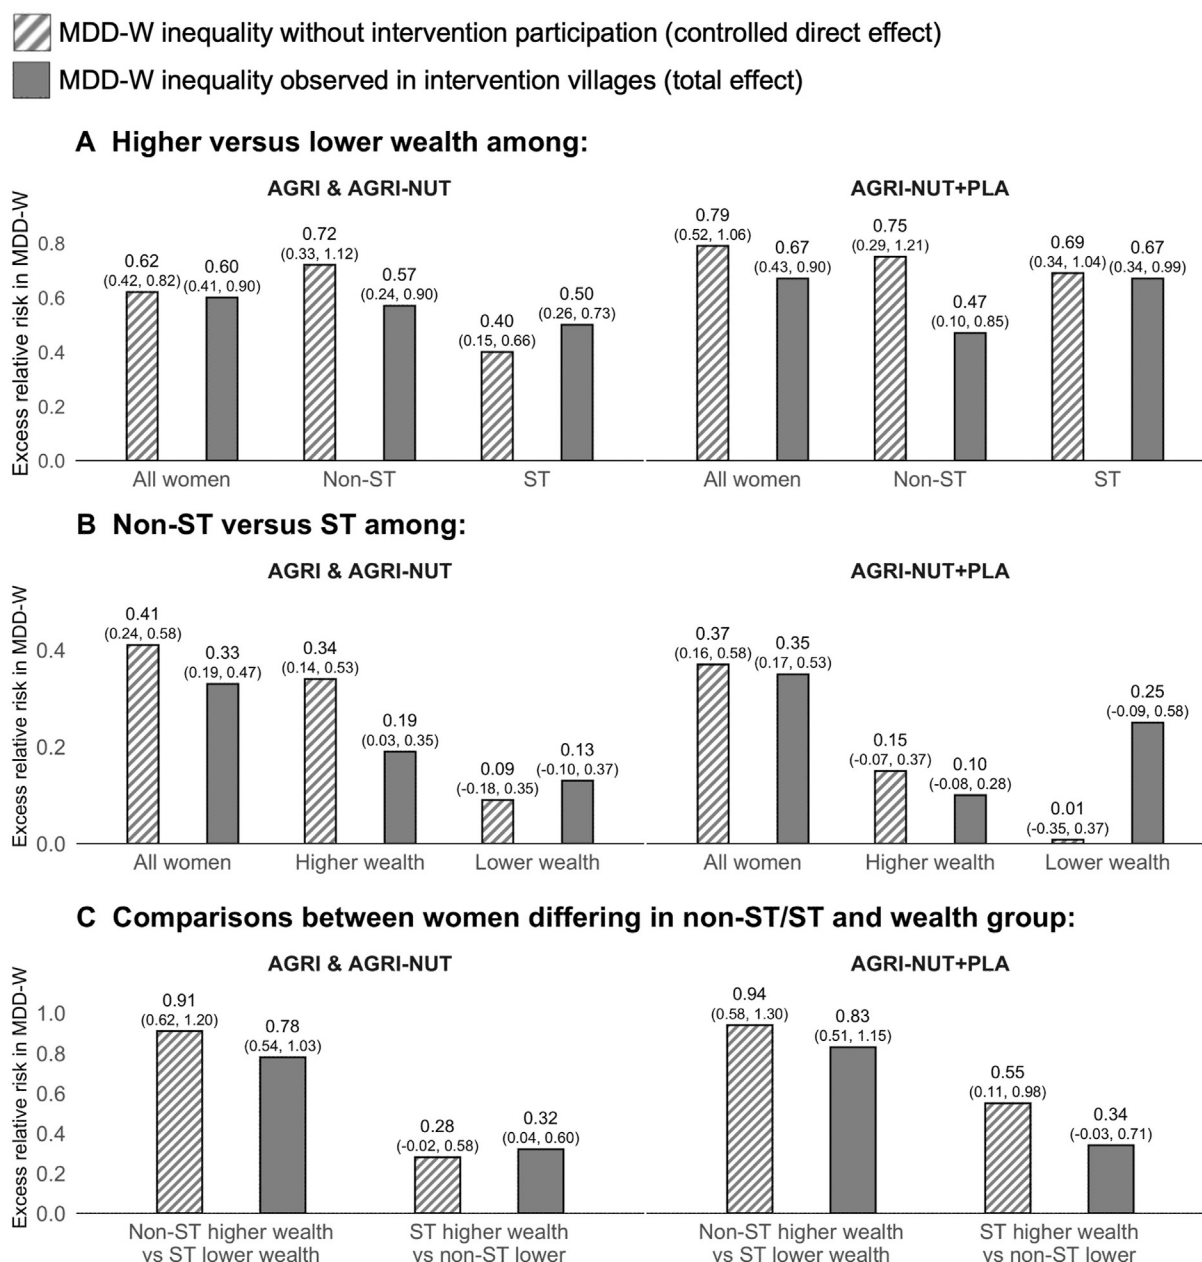 MDD-W inequality without intervention participation (controlled direct effect)
MDD-W inequality observed in intervention villages (total effect)
A Higher versus lower wealth among:
AGRI & AGRI-NUT
AGRI-NUT+PLA
Excess relative risk in MDD-W
0.8
0.6
0.4
0.2
0.0
0.62
(0.42, 0.82)
0.60
(0.41, 0.90)
0.72
(0.33, 1.12)
0.57
(0.24, 0.90)
0.40
(0.15, 0.66)
0.50
(0.26, 0.73)
0.79
(0.52, 1.06)
0.67
(0.43, 0.90)
0.75
(0.29, 1.21)
0.47
(0.10, 0.85)
0.69
(0.34, 1.04)
0.67
(0.34, 0.99)
All women
Non-ST
ST
All women
Non-ST
ST
B Non-ST versus ST among:
AGRI & AGRI-NUT
AGRI-NUT+PLA
Excess relative risk in MDD-W
0.4
0.2
0.0
0.41
(0.24, 0.58)
0.33
(0.19, 0.47)
0.34
(0.14, 0.53)
0.19
(0.03, 0.35)
0.09
(-0.18, 0.35)
0.13
(-0.10, 0.37)
0.37
(0.16, 0.58)
0.35
(0.17, 0.53)
0.15
(-0.07, 0.37)
0.10
(-0.08, 0.28)
0.01
(-0.35, 0.37)
0.25
(-0.09, 0.58)
All women
Higher wealth
Lower wealth
All women
Higher wealth
Lower wealth
C Comparisons between women differing in non-ST/ST and wealth group:
AGRI & AGRI-NUT
AGRI-NUT+PLA
Excess relative risk in MDD-W
1.0
0.8
0.6
0.4
0.2
0.0
0.91
(0.62, 1.20)
0.78
(0.54, 1.03)
0.28
(-0.02, 0.58)
0.32
(0.04, 0.60)
0.94
(0.58, 1.30)
0.83
(0.51, 1.15)
0.55
(0.11, 0.98)
0.34
(-0.03, 0.71)
Non-ST higher wealth
vs ST lower wealth
ST higher wealth
vs non-ST lower
Non-ST higher wealth
vs ST lower wealth
ST higher wealth
vs non-ST lower